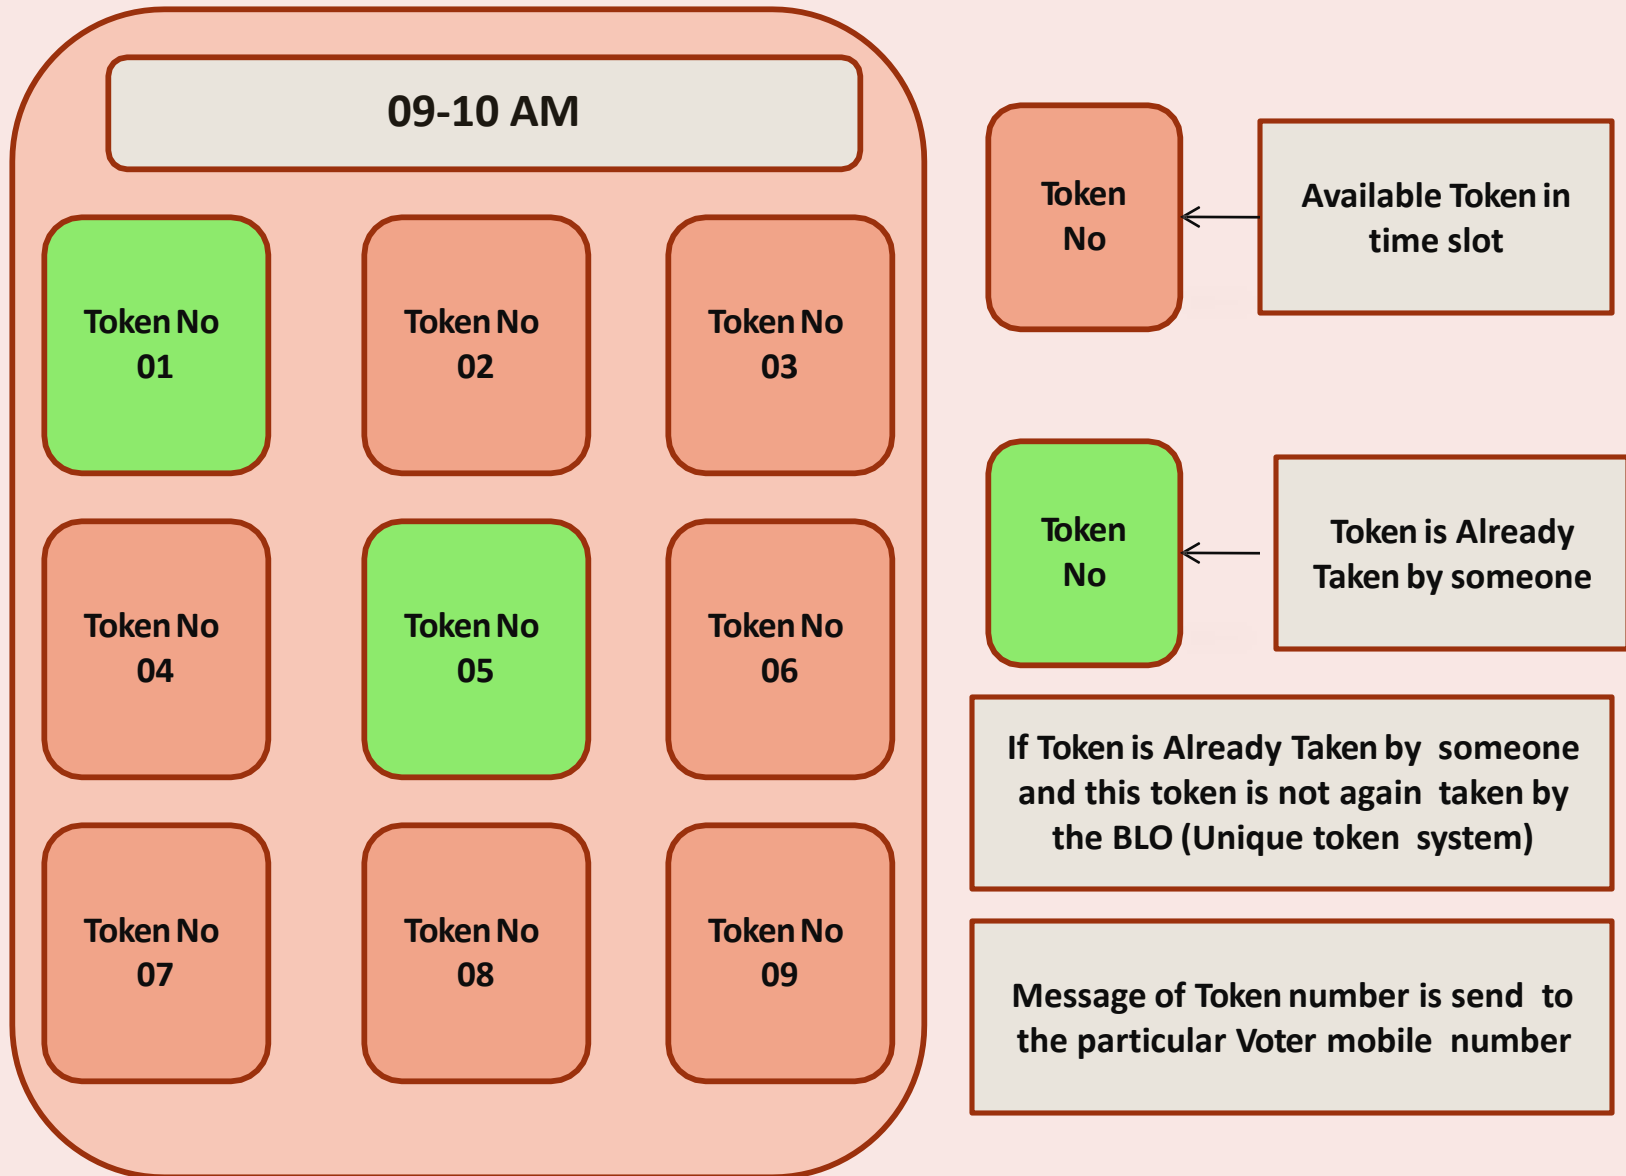 09-10 AM
Token No
01
Token No
02
Token No
03
Token No
04
Token No
05
Token No
06
Token No
07
Token No
08
Token No
09
Token
No
Available Token in
time slot
Token
No
Token is Already
Taken by someone
If Token is Already Taken by someone
and this token is not again taken by
the BLO (Unique token system)
Message of Token number is send to
the particular Voter mobile number